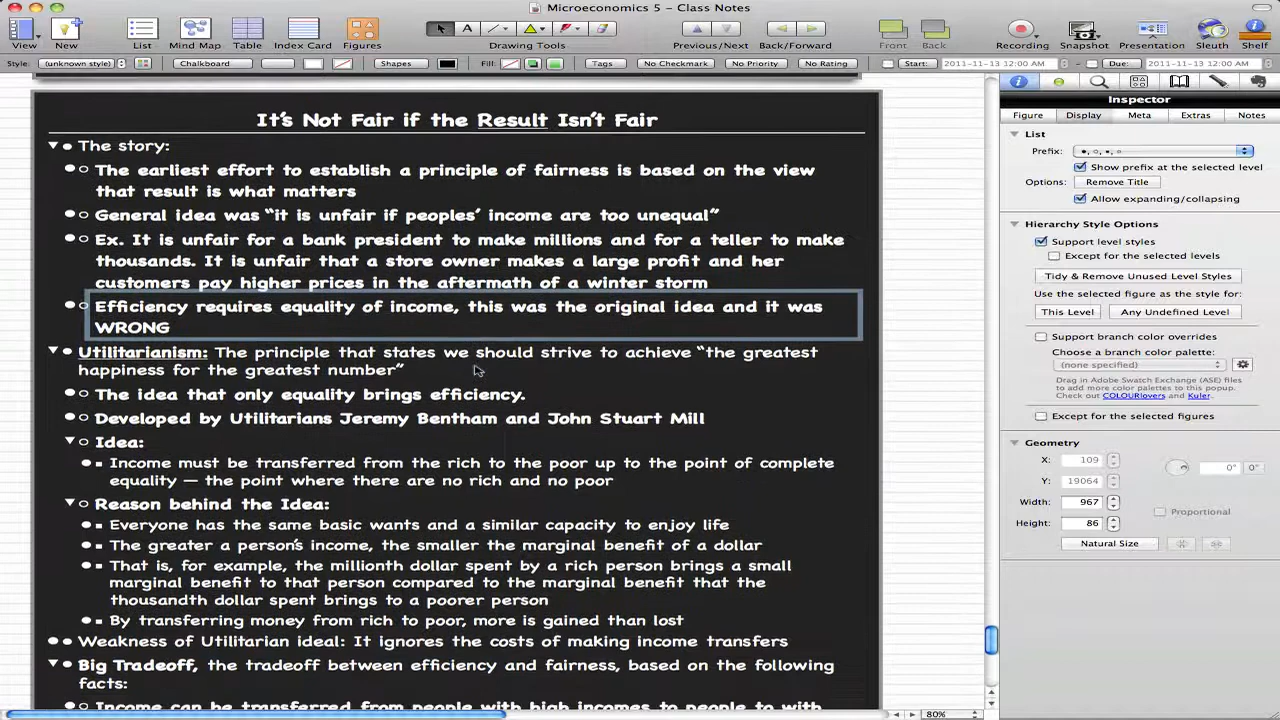 Microeconomics 5 - Class Notes
View New List Mind Map Table Index Card Figures Drawing Tools Previous/Next Back/Forward Front Back Recording Snapshot Presentation Sleuth Shelf
Style: (unknown style) Chalkboard Shapes Fill: Tags No Checkmark No Priority No Rating Start: 2011-11-13 12:00 AM Due: 2011-11-13 12:00 AM
It's Not Fair if the Result Isn't Fair
The story:
The earliest effort to establish a principle of fairness is based on the view
that result is what matters
General idea was “it is unfair if peoples’ income are too unequal”
Ex. It is unfair for a bank president to make millions and for a teller to make
thousands. It is unfair that a store owner makes a large profit and her
customers pay higher prices in the aftermath of a winter storm
Efficiency requires equality of income, this was the original idea and it was
WRONG
Utilitarianism: The principle that states we should strive to achieve “the greatest
happiness for the greatest number”
The idea that only equality brings efficiency.
Developed by Utilitarians Jeremy Bentham and John Stuart Mill
Idea:
Income must be transferred from the rich to the poor up to the point of complete
equality — the point where there are no rich and no poor
Reason behind the Idea:
Everyone has the same basic wants and a similar capacity to enjoy life
The greater a person's income, the smaller the marginal benefit of a dollar
That is, for example, the millionth dollar spent by a rich person brings a small
marginal benefit to that person compared to the marginal benefit that the
thousandth dollar spent brings to a poorer person
By transferring money from rich to poor, more is gained than lost
Weakness of Utilitarian ideal: It ignores the costs of making income transfers
Big Tradeoff, the tradeoff between efficiency and fairness, based on the following
facts:
Income can be transferred from people with high incomes to people to with
80%
Inspector
Figure Display Meta Extras Notes
List
Prefix:
Show prefix at the selected level
Options: Remove Title
Allow expanding/collapsing
Hierarchy Style Options
Support level styles
Except for the selected levels
Tidy & Remove Unused Level Styles
Use the selected figure as the style for:
This Level Any Undefined Level
Support branch color overrides
Choose a branch color palette:
(none specified)
Drag in Adobe Swatch Exchange (ASE) files
to add more color palettes to this popup.
Check out COLOURlovers and Kuler.
Except for the selected figures
Geometry
X: 109 0° 0°
Y: 19064
Width: 967 Proportional
Height: 86
Natural Size